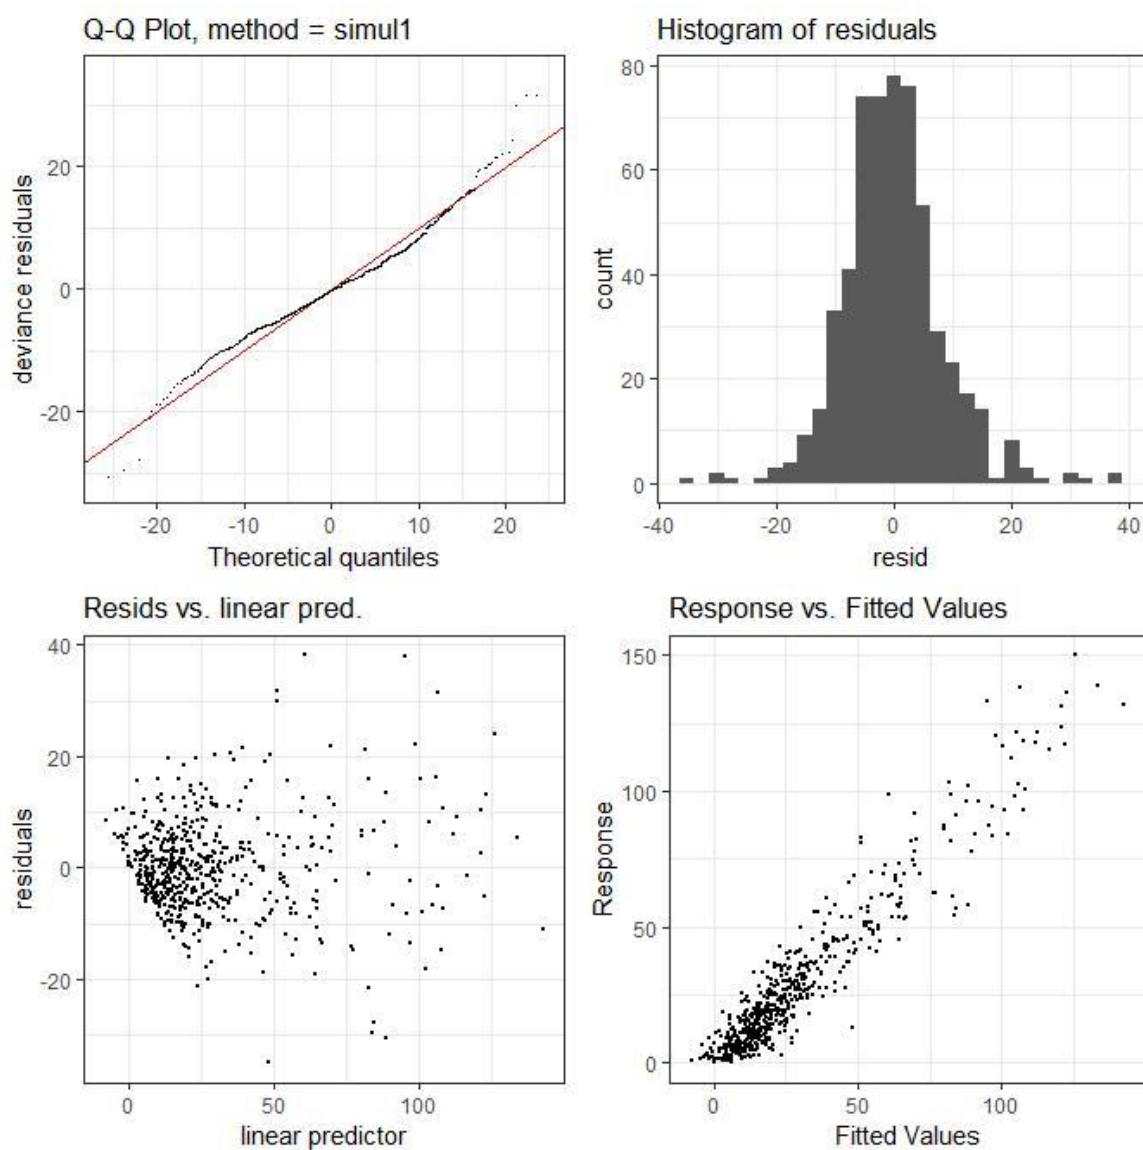 Q-Q Plot, method = simul1
deviance residuals
20
0
-20
-20
-10
0
10
20
Theoretical quantiles
Histogram of residuals
count
80
60
40
20
0
-40
-20
0
20
40
resid
Resids vs. linear pred.
residuals
40
20
0
-20
0
50
100
linear predictor
Response vs. Fitted Values
Response
150
100
50
0
0
50
100
Fitted Values